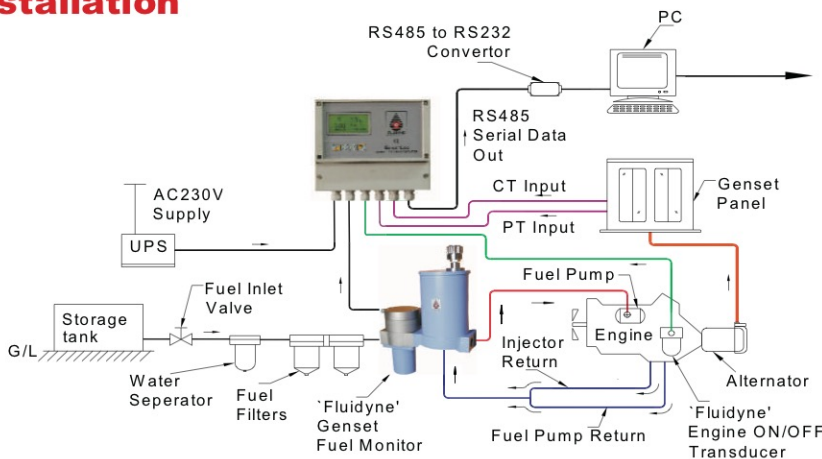 stallation
PC
RS485 to RS232
Convertor
RS485
Serial Data
Out
CT Input
PT Input
Genset
Panel
AC230V
Supply
UPS
Fuel Inlet
Valve
Storage
tank
G/L
Water
Seperator
Fuel
Filters
`Fluidyne'
Genset
Fuel Monitor
Fuel Pump
Engine
Injector
Return
Fuel Pump Return
Alternator
`Fluidyne'
Engine ON/OFF
Transducer